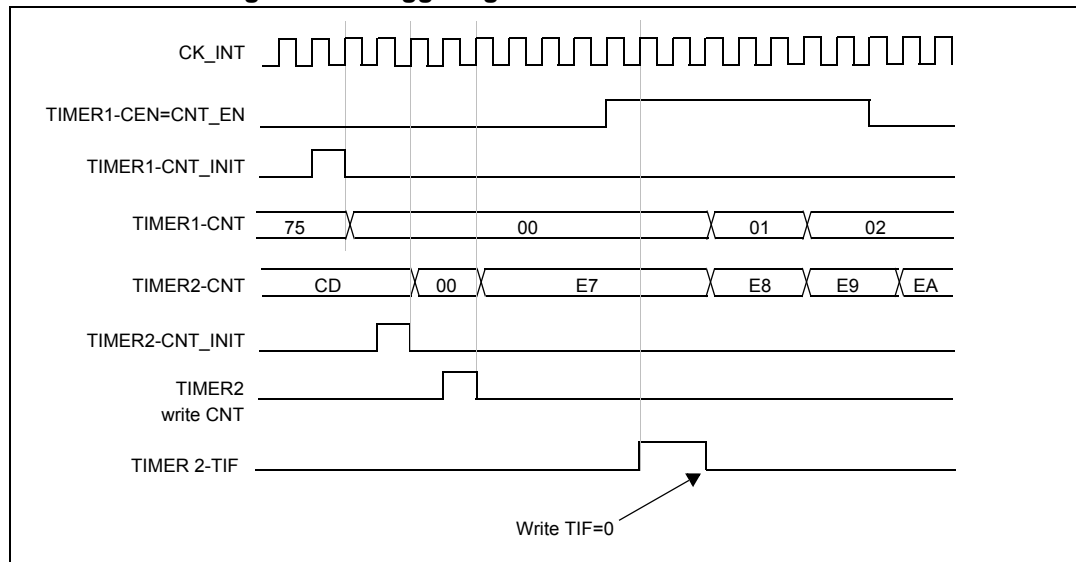 CK_INT
TIMER1-CEN=CNT_EN
TIMER1-CNT_INIT
TIMER1-CNT 75 00 01 02
TIMER2-CNT CD 00 E7 E8 E9 EA
TIMER2-CNT_INIT
TIMER2
write CNT
TIMER 2-TIF
Write TIF=0